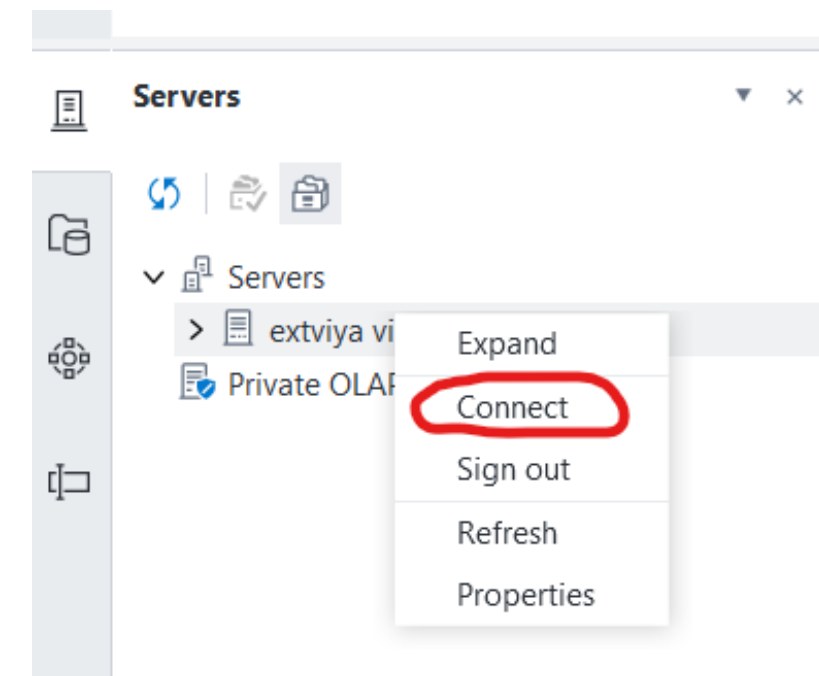 Servers
Servers
extviya vi
Private OLAP
Expand
Connect
Sign out
Refresh
Properties